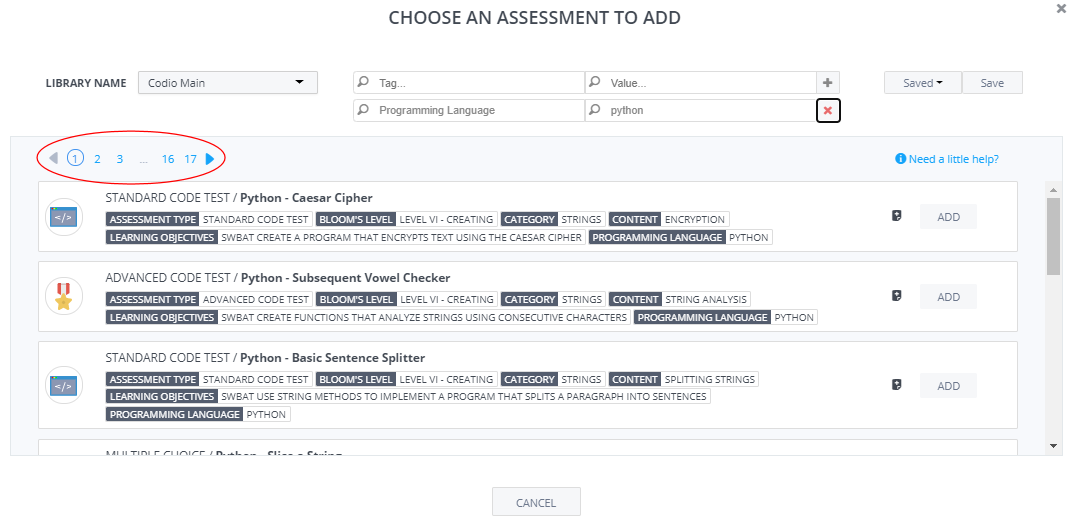 CHOOSE AN ASSESSMENT TO ADD
LIBRARY NAME Codio Main Tag... Value... Saved Save
Programming Language python
1 2 3 ... 16 17 Need a little help?
STANDARD CODE TEST / Python - Caesar Cipher
ASSESSMENT TYPE STANDARD CODE TEST BLOOM'S LEVEL LEVEL VI - CREATING CATEGORY STRINGS CONTENT ENCRYPTION
ADD
LEARNING OBJECTIVES SWBAT CREATE A PROGRAM THAT ENCRYPTS TEXT USING THE CAESAR CIPHER PROGRAMMING LANGUAGE PYTHON
ADVANCED CODE TEST / Python - Subsequent Vowel Checker
ASSESSMENT TYPE ADVANCED CODE TEST BLOOM'S LEVEL LEVEL VI - CREATING CATEGORY STRINGS CONTENT STRING ANALYSIS
ADD
LEARNING OBJECTIVES SWBAT CREATE FUNCTIONS THAT ANALYZE STRINGS USING CONSECUTIVE CHARACTERS PROGRAMMING LANGUAGE PYTHON
STANDARD CODE TEST / Python - Basic Sentence Splitter
ASSESSMENT TYPE STANDARD CODE TEST BLOOM'S LEVEL LEVEL VI - CREATING CATEGORY STRINGS CONTENT SPLITTING STRINGS
ADD
LEARNING OBJECTIVES SWBAT USE STRING METHODS TO IMPLEMENT A PROGRAM THAT SPLITS A PARAGRAPH INTO SENTENCES
PROGRAMMING LANGUAGE PYTHON
MULTIPLE CHOICE / Python - Slice a String
CANCEL